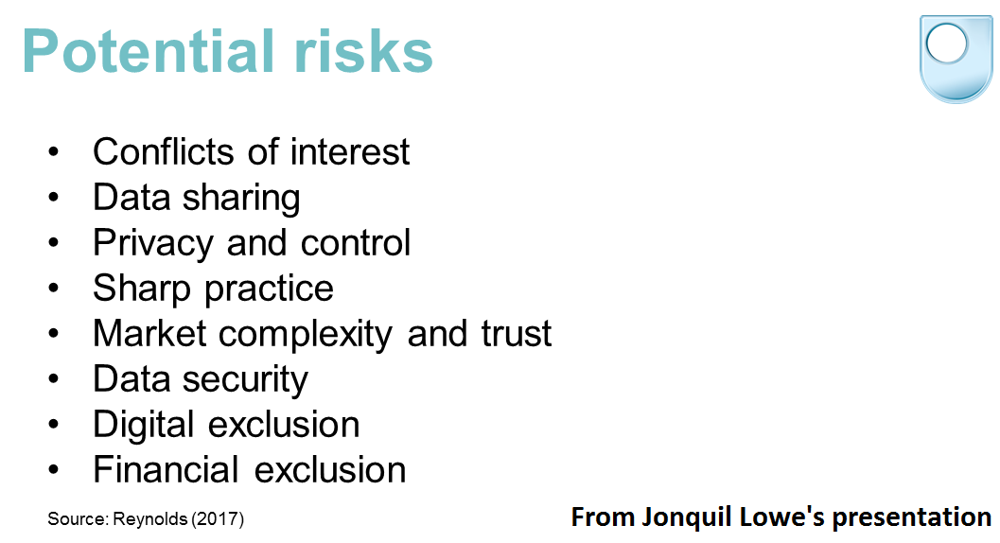 Potential risks
• Conflicts of interest
• Data sharing
• Privacy and control
• Sharp practice
• Market complexity and trust
• Data security
• Digital exclusion
• Financial exclusion
Source: Reynolds (2017)
From Jonquil Lowe's presentation